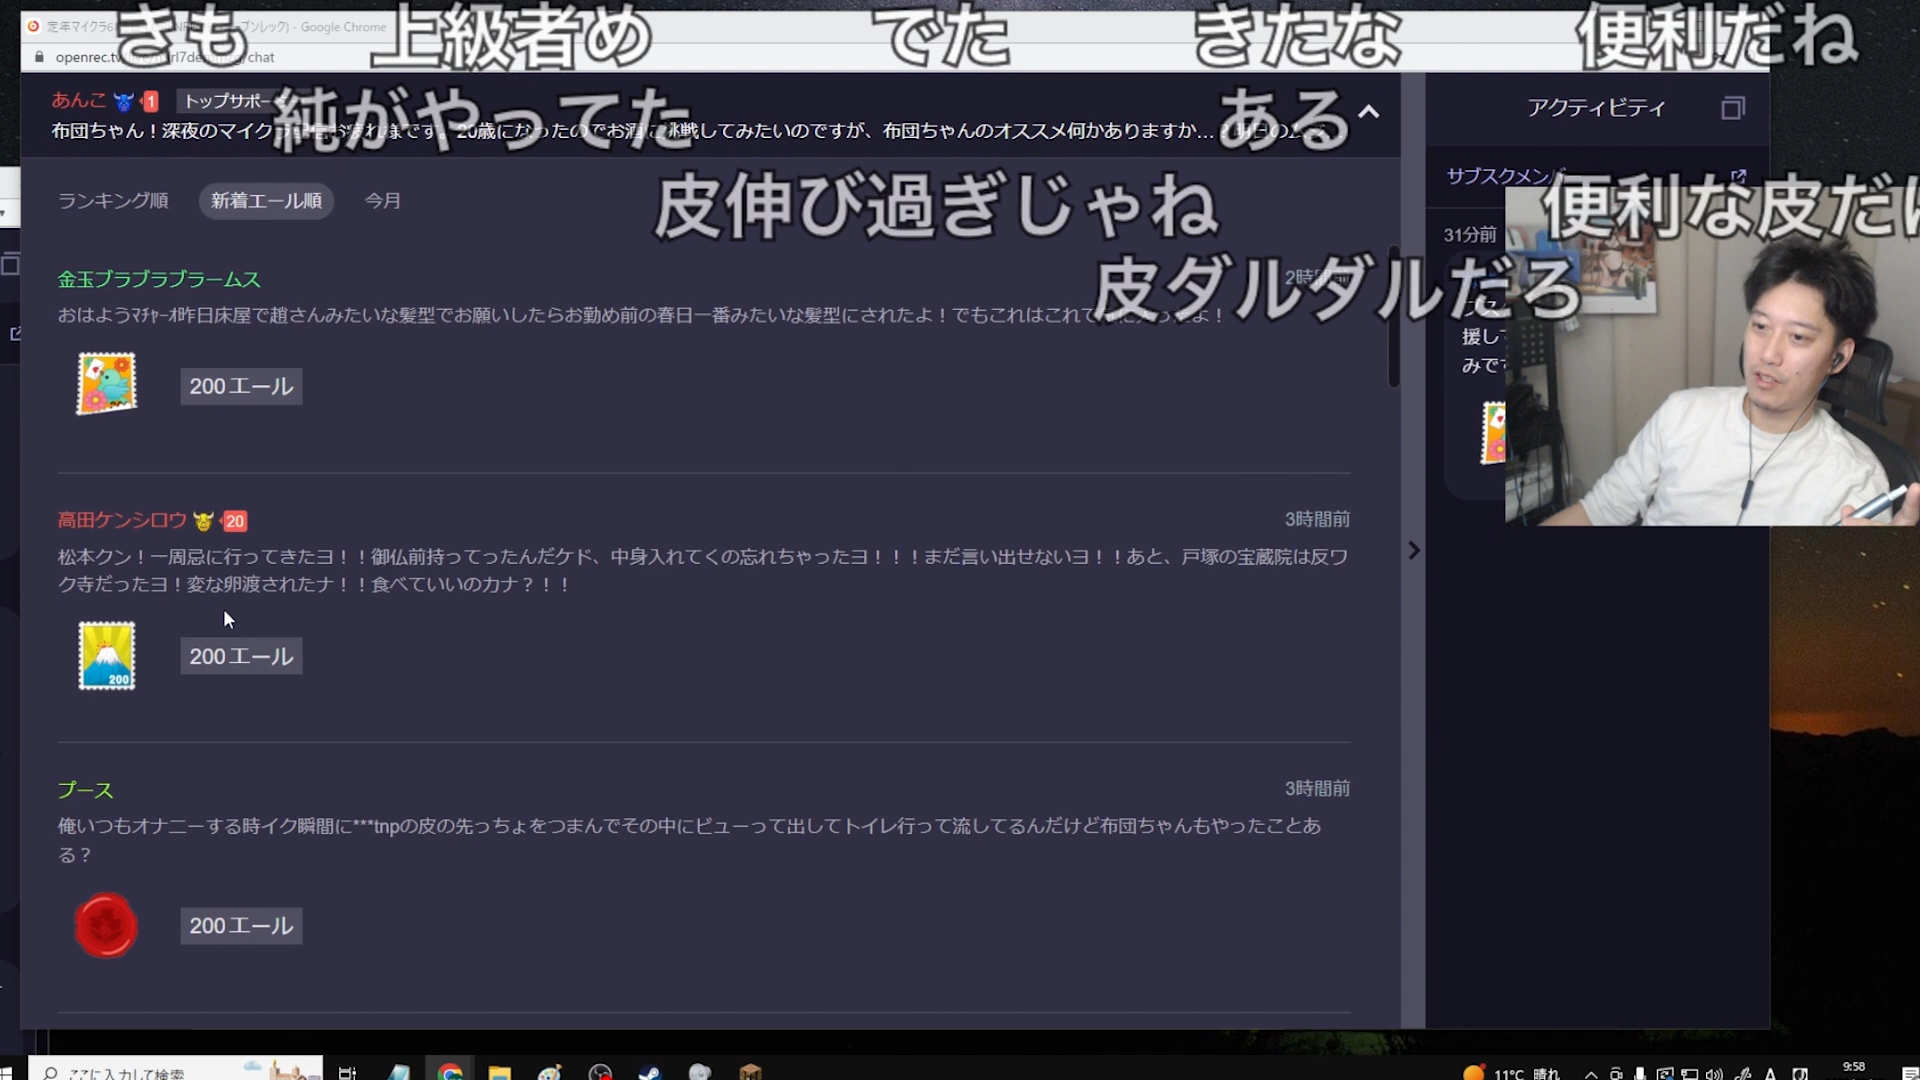 きも
上級者め
でた
きたな
便利だね
純がやってた
ある
皮伸び過ぎじゃね
便利な皮だ
皮ダルダルだろ
- Google Chrome
/chat
あんこ 1 トップサポー
布団ちゃん！深夜のマイク
してみたいのですが、布団ちゃんのオススメ何かありますか…
アクティビティ
サブスクメンバ
ランキング順 新着エール順 今月
31分前
金玉ブラブラブラームス
2時間前
おはようﾏﾁｬｰｵ昨日床屋で趙さんみたいな髪型でお願いしたらお勤め前の春日一番みたいな髪型にされたよ！でもこれはこれで
200エール
援し
みで
高田ケンシロウ 20
3時間前
松本クン！一周忌に行ってきたヨ！！御仏前持ってったんだケド、中身入れてくの忘れちゃったヨ！！！まだ言い出せないヨ！！あと、戸塚の宝蔵院は反ワ
ク寺だったヨ！変な卵渡されたナ！！食べていいのカナ？！！
200
200エール
プース
3時間前
俺いつもオナニーする時イク瞬間に***tnpの皮の先っちょをつまんでその中にビューって出してトイレ行って流してるんだけど布団ちゃんもやったことあ
る？
200エール
ここに入力して検索
11°C 晴れ
A
9:58